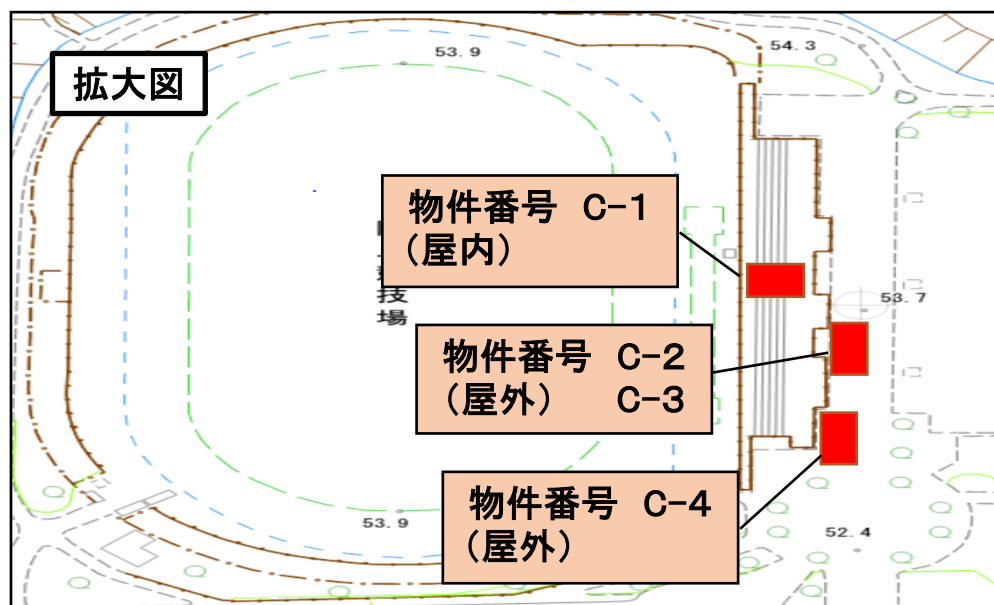 53.9
54.3
拡大図
物件番号 C-1
（屋内）
技
場
53.7
物件番号 C-2
（屋外） C-3
物件番号 C-4
（屋外）
53.9
52.4